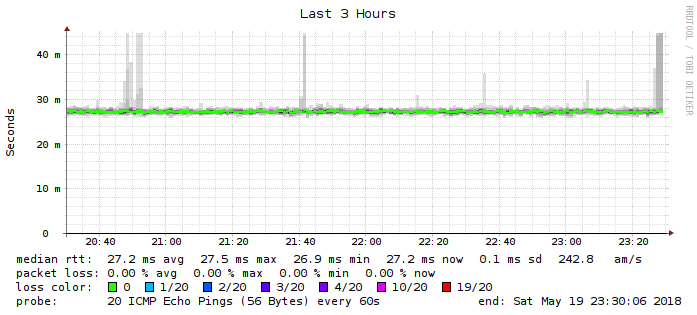 Last 3 Hours
RRDTOOL / TOBI OETIKER
Seconds
40 m
30 m
20 m
10 m
0
20:40 21:00 21:20 21:40 22:00 22:20 22:40 23:00 23:20
median rtt: 27.2 ms avg 27.5 ms max 26.9 ms min 27.2 ms now 0.1 ms sd 242.8 am/s
packet loss: 0.00 % avg 0.00 % max 0.00 % min 0.00 % now
loss color: 0 1/20 2/20 3/20 4/20 10/20 19/20
probe: 20 ICMP Echo Pings (56 Bytes) every 60s end: Sat May 19 23:30:06 2018